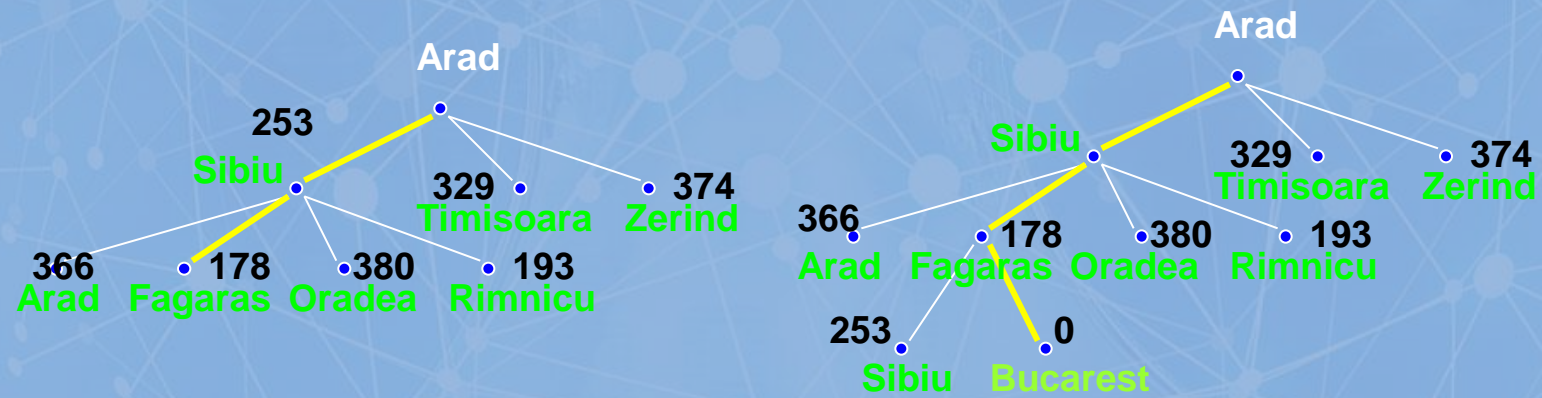 Arad
253
Sibiu
329 374
Timisoara Zerind
366 178 380 193
Arad Fagaras Oradea Rimnicu
Arad
Sibiu
329 374
Timisoara Zerind
366 178 380 193
Arad Fagaras Oradea Rimnicu
253 0
Sibiu Bucarest